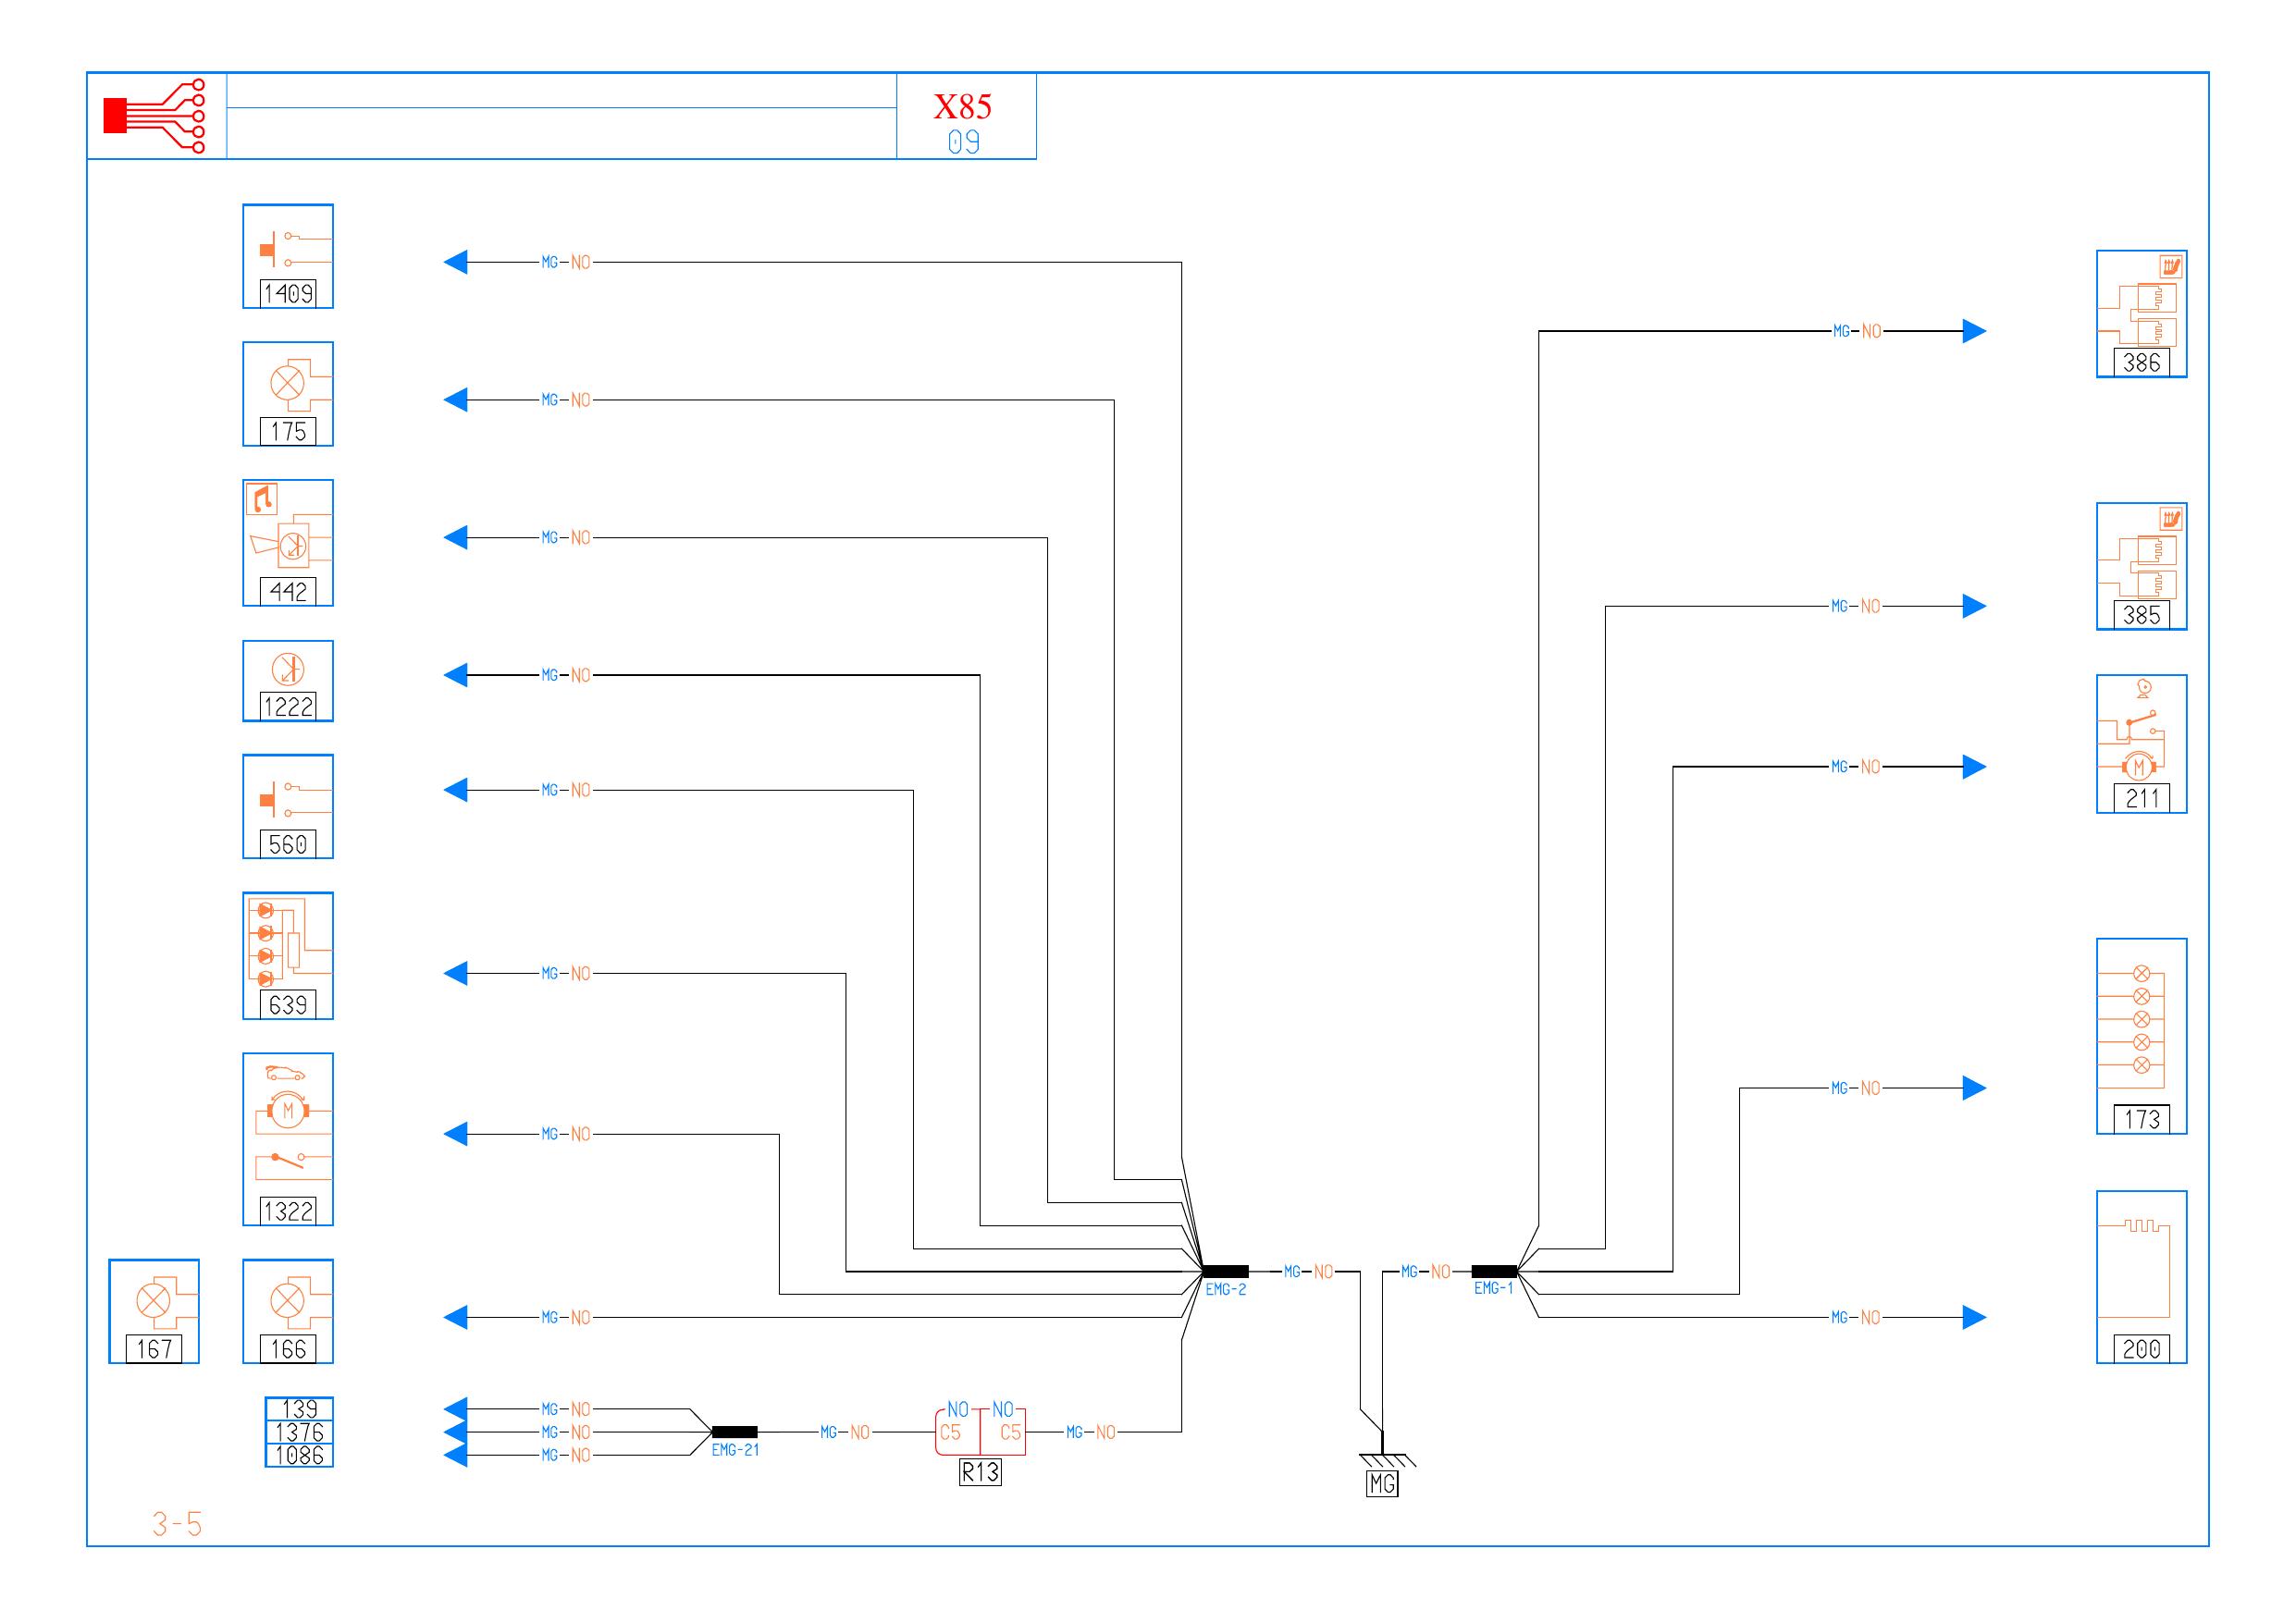 X85
09
1409
MG-NO
MG-NO
386
175
MG-NO
442
MG-NO
MG-NO
385
1222
MG-NO
MG-NO
211
560
MG-NO
639
MG-NO
MG-NO
173
1322
MG-NO
EMG-2
MG-NO
MG-NO
EMG-1
167
166
MG-NO
MG-NO
200
139
1376
1086
MG-NO
MG-NO
MG-NO
EMG-21
MG-NO
NO
NO
C5
C5
R13
MG-NO
MG
M
M
3-5